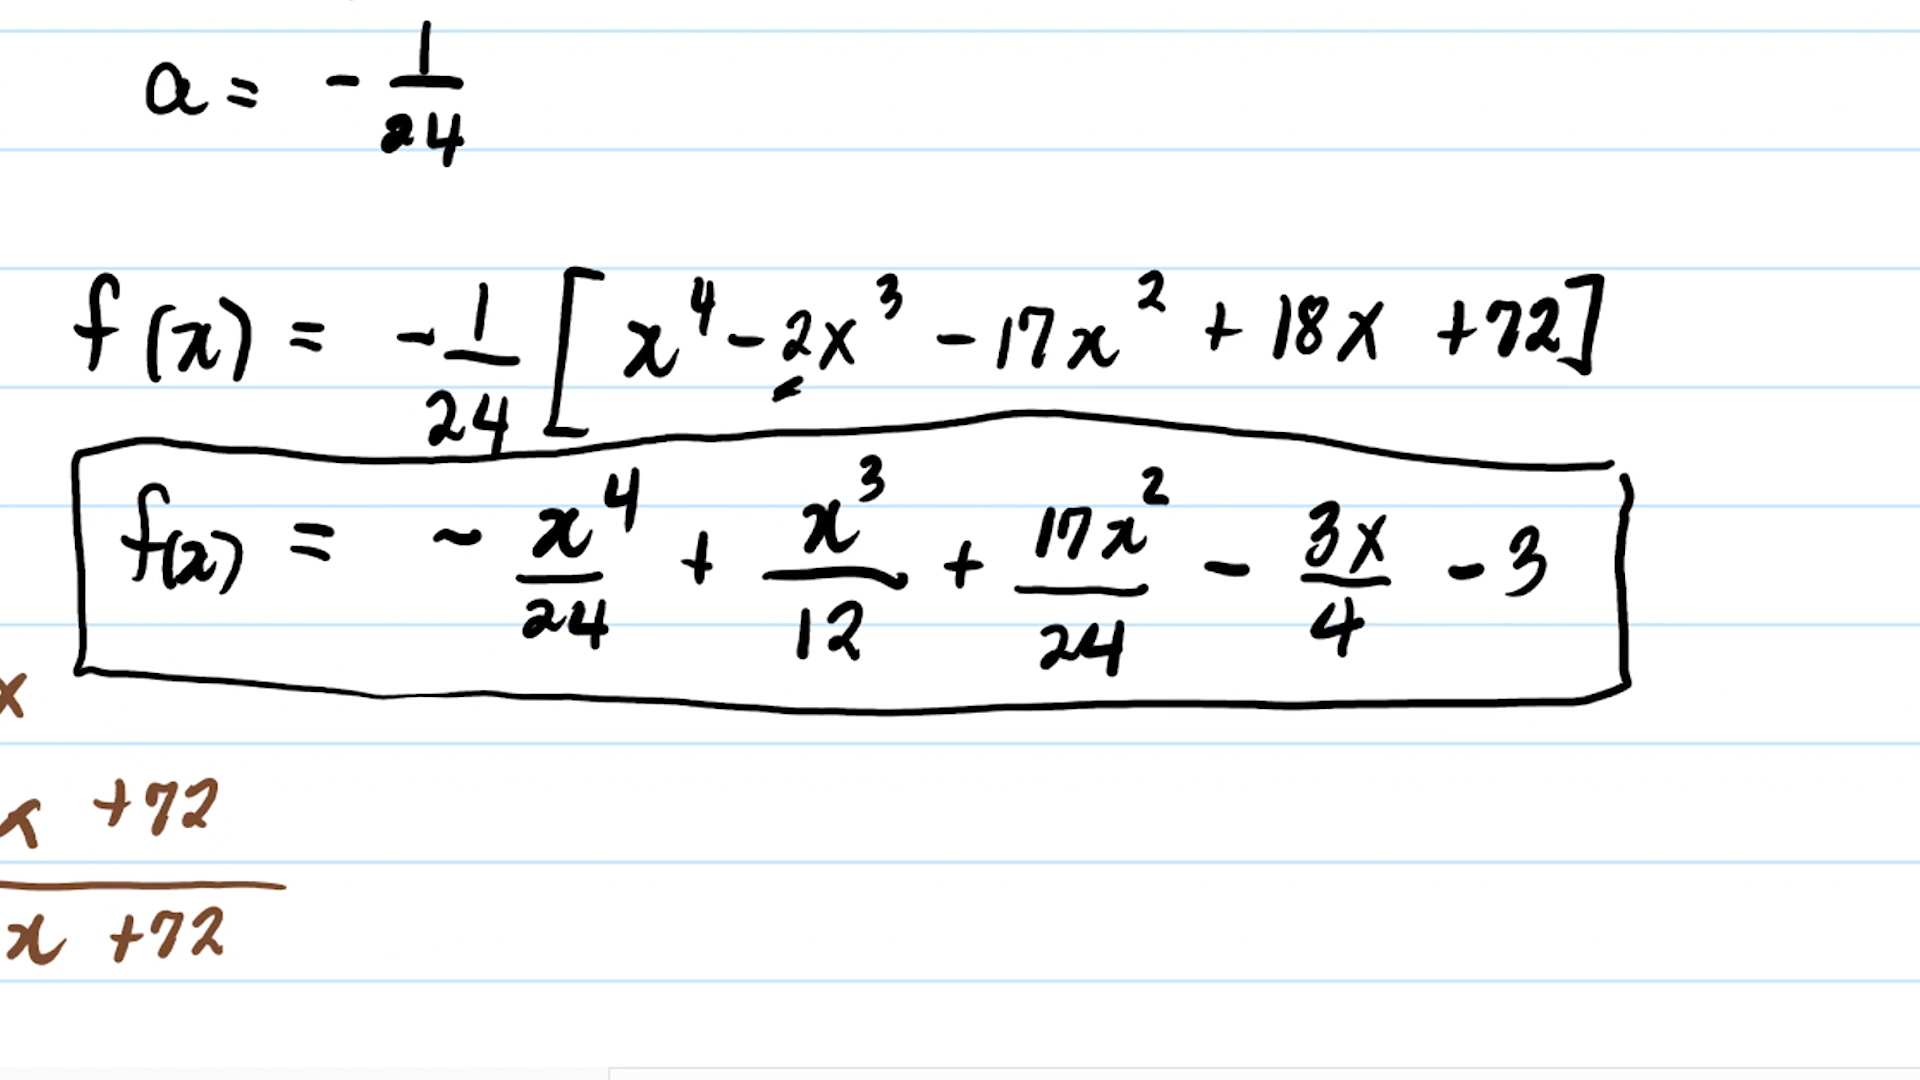 a = - 1/24
f(x) = - 1/24 [ x⁴ - 2x³ - 17x² + 18x + 72 ]
f(x) = - x⁴/24 + x³/12 + 17x²/24 - 3x/4 - 3
x
x + 72
x + 72